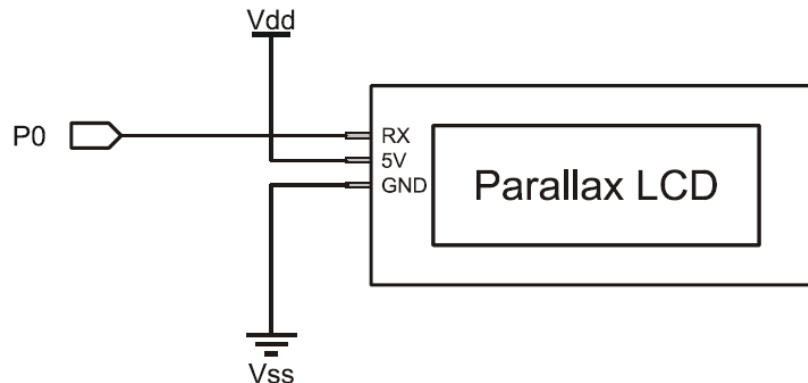 Vdd
P0
RX
5V
GND
Parallax LCD
Vss